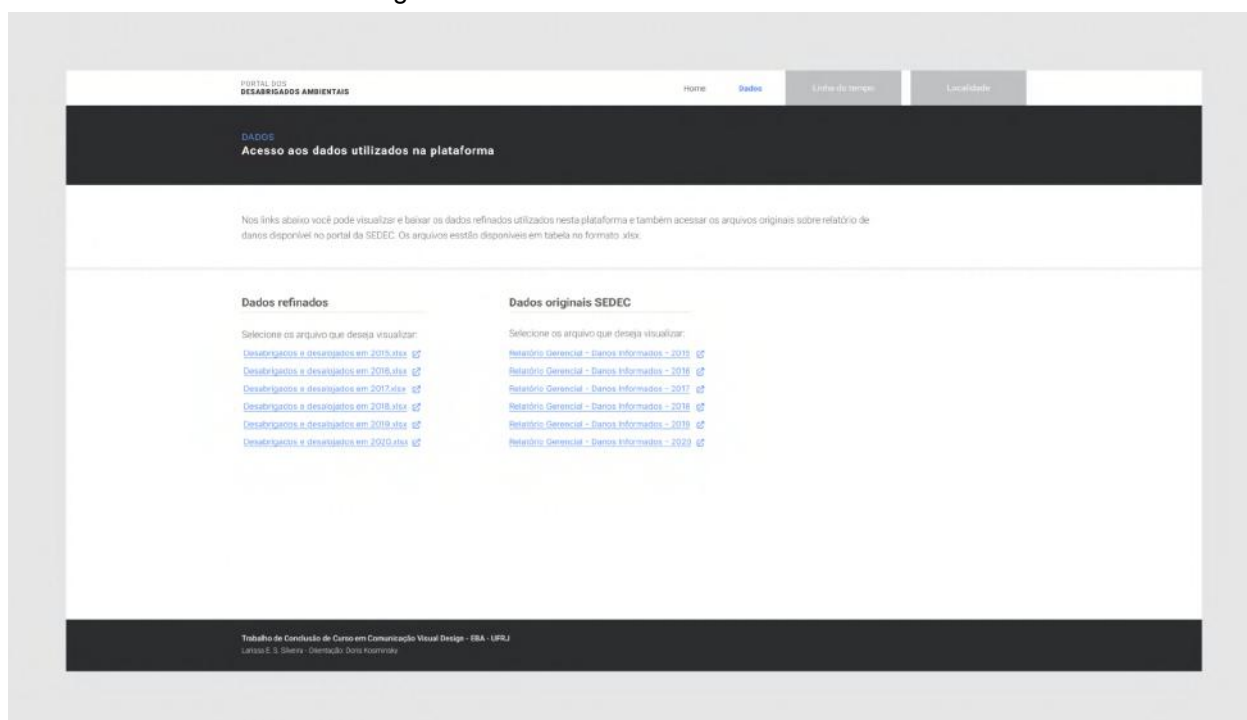 PORTAL DOS
DESABRIGADOS AMBIENTAIS
Home
Dados
Linha do tempo
Localidade
DADOS
Acesso aos dados utilizados na plataforma
Nos links abaixo você pode visualizar e baixar os dados refinados utilizados nesta plataforma e também acessar os arquivos originais sobre relatório de
danos disponível no portal da SEDEC. Os arquivos esstão disponíveis em tabela no formato .xlsx.
Dados refinados
Selecione os arquivo que deseja visualizar:
Desabrigados e desalojados em 2015.xlsx
Desabrigados e desalojados em 2016.xlsx
Desabrigados e desalojados em 2017.xlsx
Desabrigados e desalojados em 2018.xlsx
Desabrigados e desalojados em 2019.xlsx
Desabrigados e desalojados em 2020.xlsx
Dados originais SEDEC
Selecione os arquivo que deseja visualizar:
Relatório Gerencial - Danos Informados - 2015
Relatório Gerencial - Danos Informados - 2016
Relatório Gerencial - Danos Informados - 2017
Relatório Gerencial - Danos Informados - 2018
Relatório Gerencial - Danos Informados - 2019
Relatório Gerencial - Danos Informados - 2020
Trabalho de Conclusão de Curso em Comunicação Visual Design - EBA - UFRJ
Larissa E. S. Silveira - Orientação: Doris Kosminsky